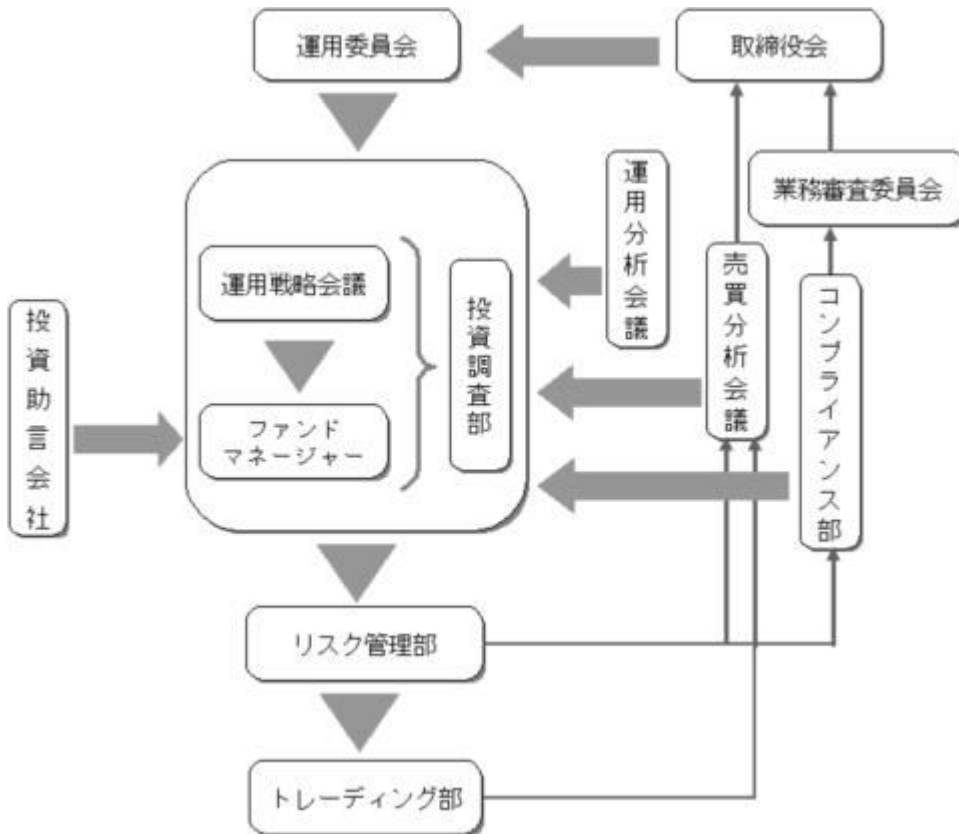 運用委員会
取締役会
業務審査委員会
運用分析会議
売買分析会議
コンプライアンス部
運用戦略会議
投資調査部
ファンド
マネージャー
投資助言会社
リスク管理部
トレーディング部